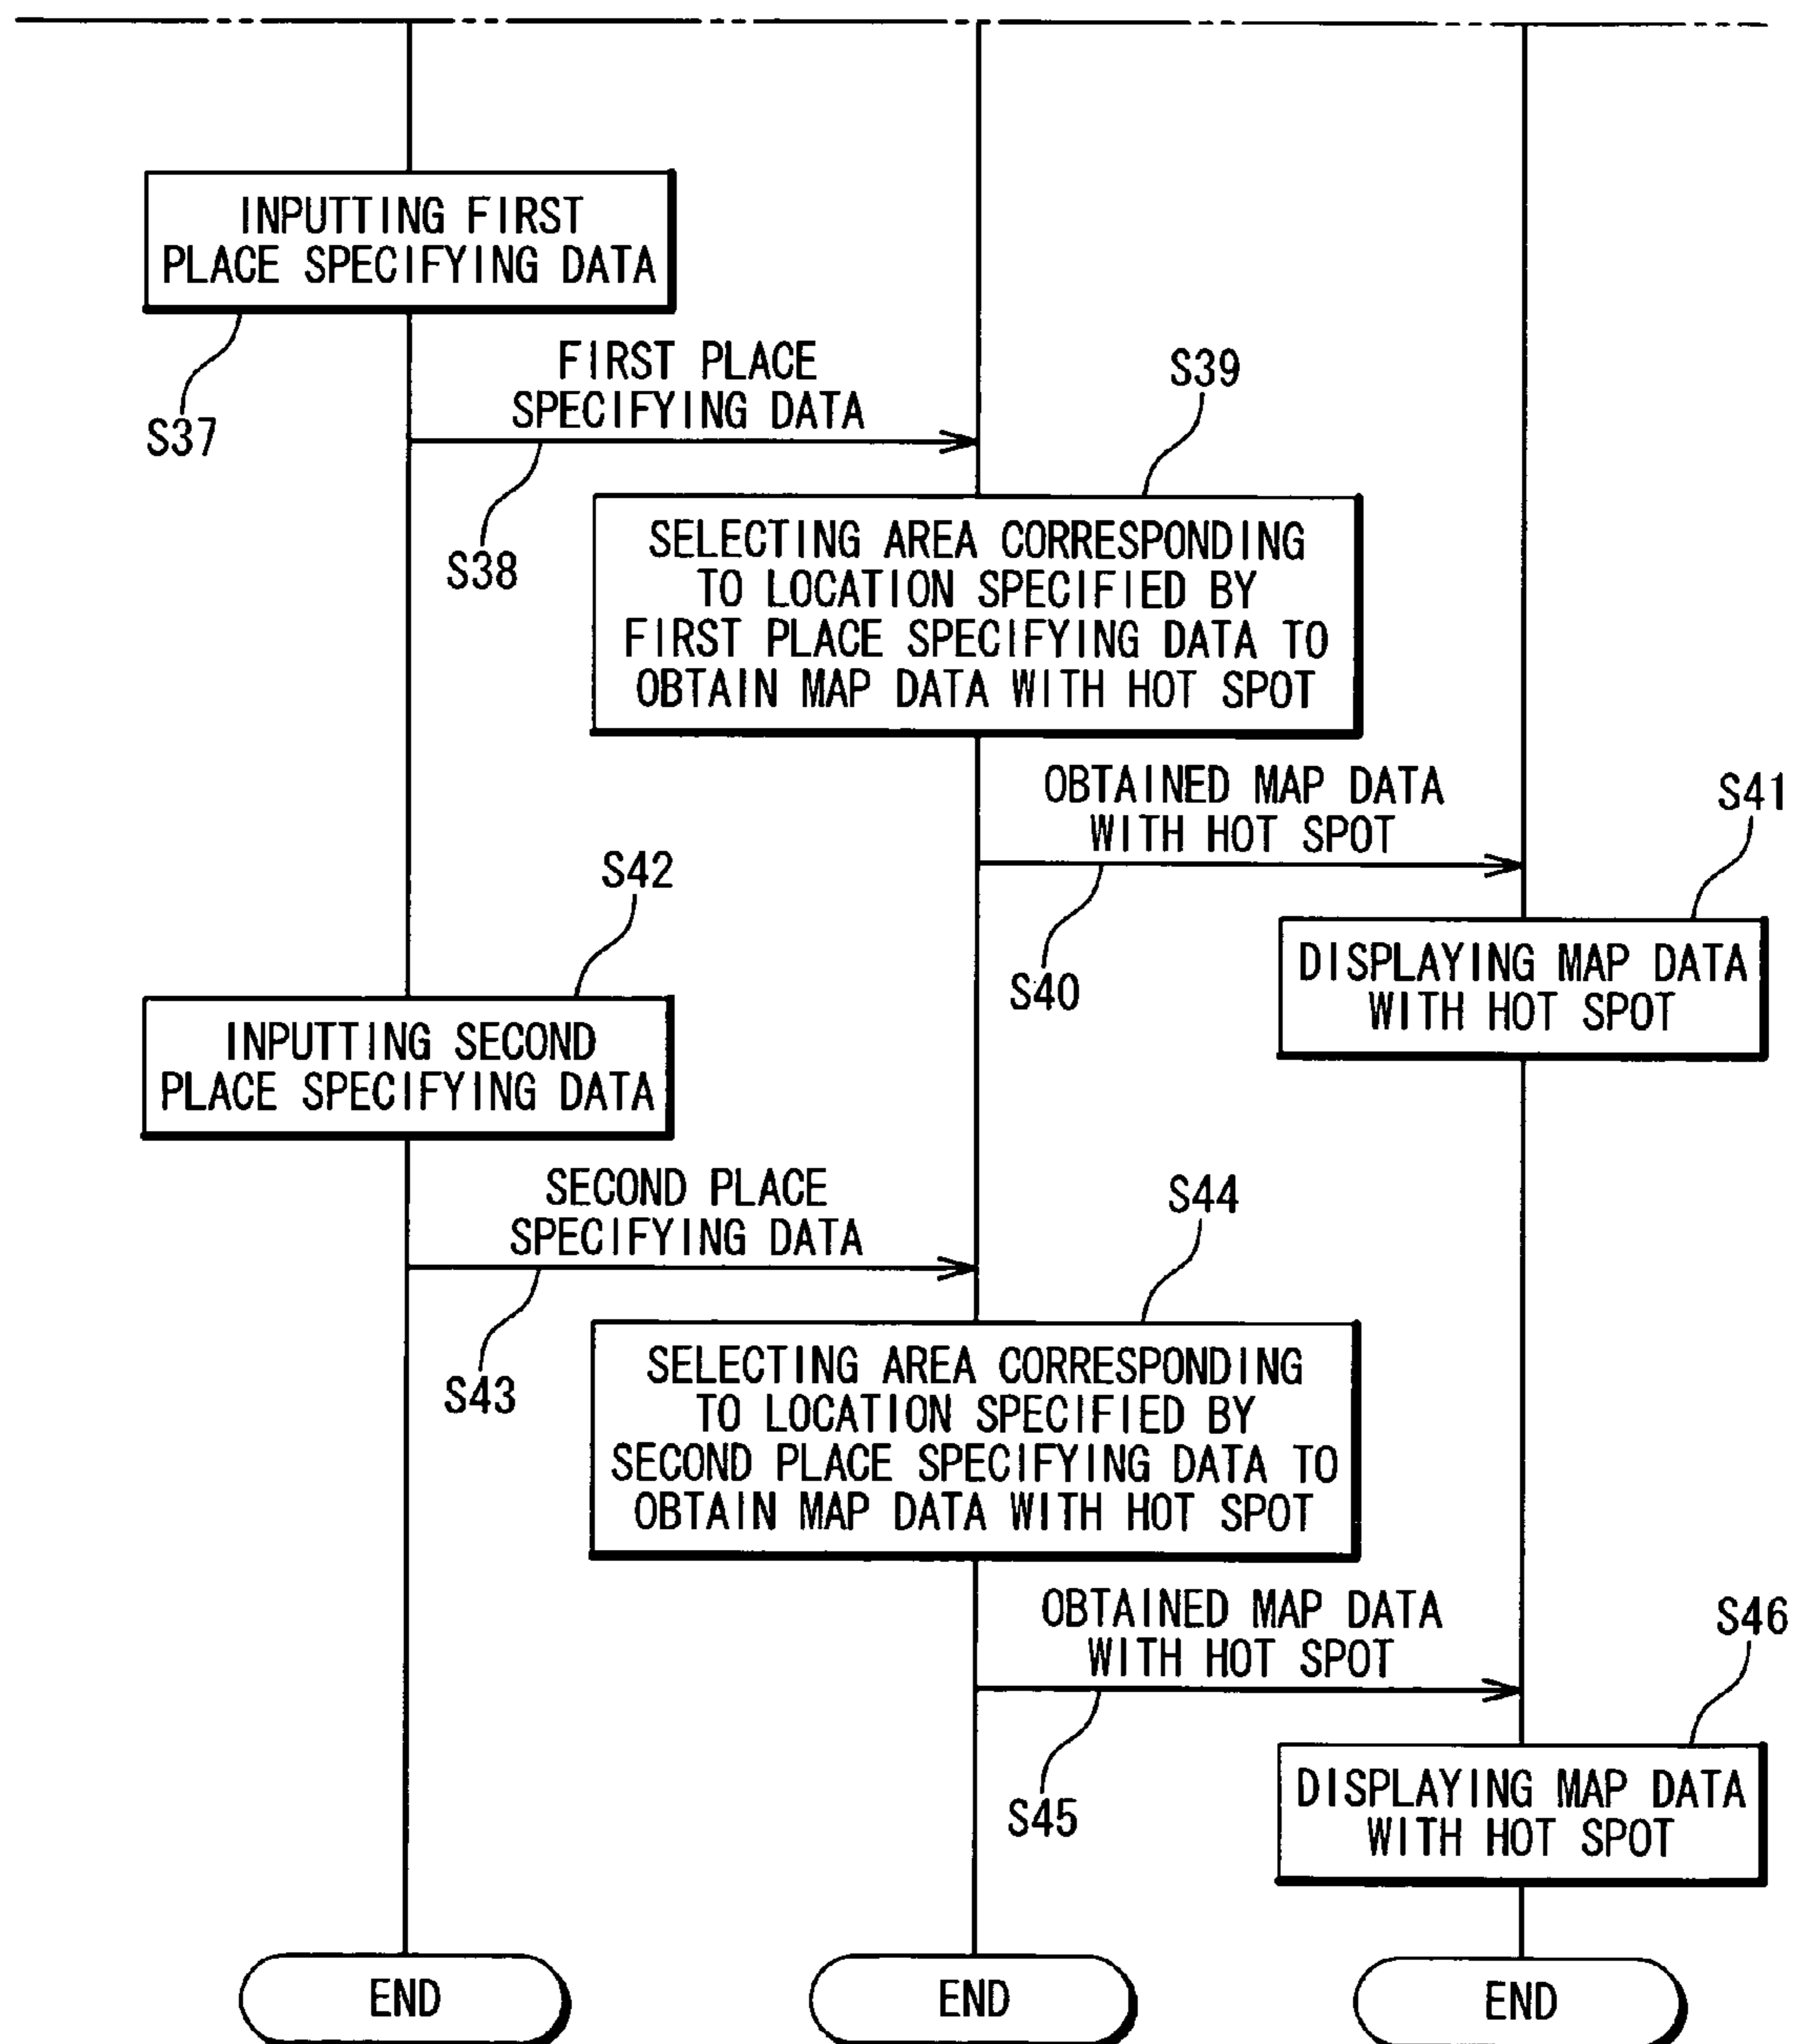 INPUTTING FIRST
PLACE SPECIFYING DATA
S37
FIRST PLACE
SPECIFYING DATA
S38
S39
SELECTING AREA CORRESPONDING
TO LOCATION SPECIFIED BY
FIRST PLACE SPECIFYING DATA TO
OBTAIN MAP DATA WITH HOT SPOT
OBTAINED MAP DATA
WITH HOT SPOT
S40
S41
DISPLAYING MAP DATA
WITH HOT SPOT
S42
INPUTTING SECOND
PLACE SPECIFYING DATA
SECOND PLACE
SPECIFYING DATA
S43
S44
SELECTING AREA CORRESPONDING
TO LOCATION SPECIFIED BY
SECOND PLACE SPECIFYING DATA TO
OBTAIN MAP DATA WITH HOT SPOT
OBTAINED MAP DATA
WITH HOT SPOT
S45
S46
DISPLAYING MAP DATA
WITH HOT SPOT
END
END
END